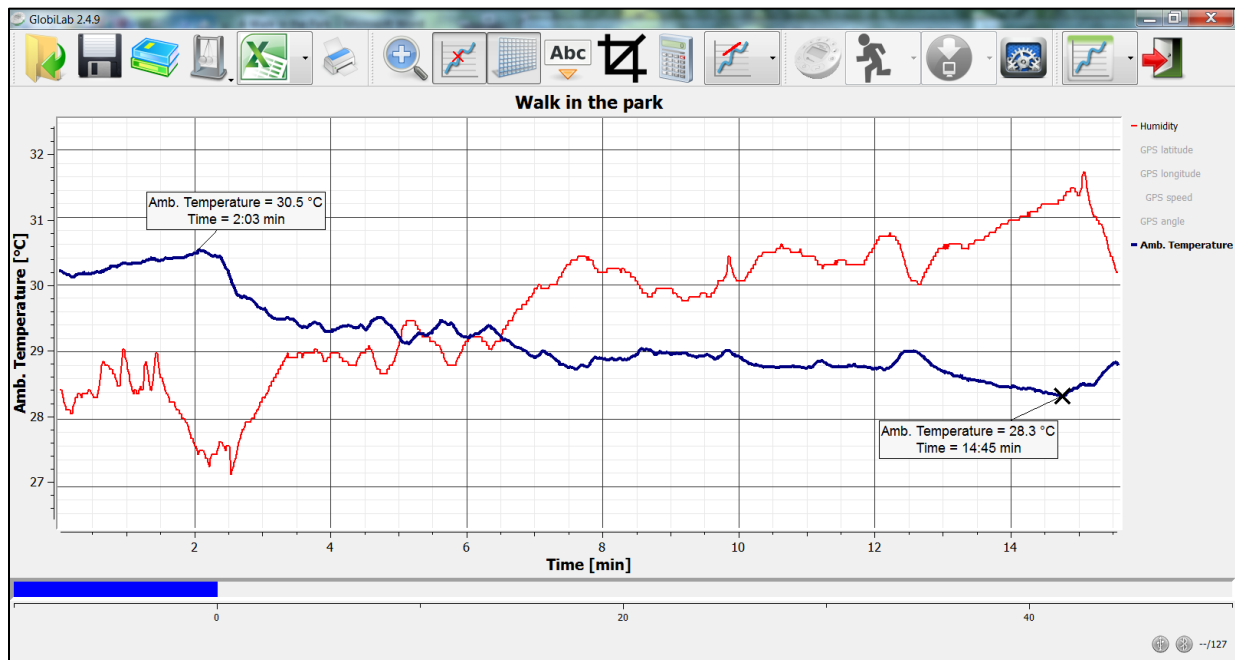 GlobiLab 2.4.9
Abc
Walk in the park
Humidity
GPS latitude
GPS longitude
GPS speed
GPS angle
Amb. Temperature
Amb. Temperature [°C]
32
31
30
29
28
27
Amb. Temperature = 30.5 °C
Time = 2:03 min
Amb. Temperature = 28.3 °C
Time = 14:45 min
2
4
6
8
10
12
14
Time [min]
0
20
40
--/127